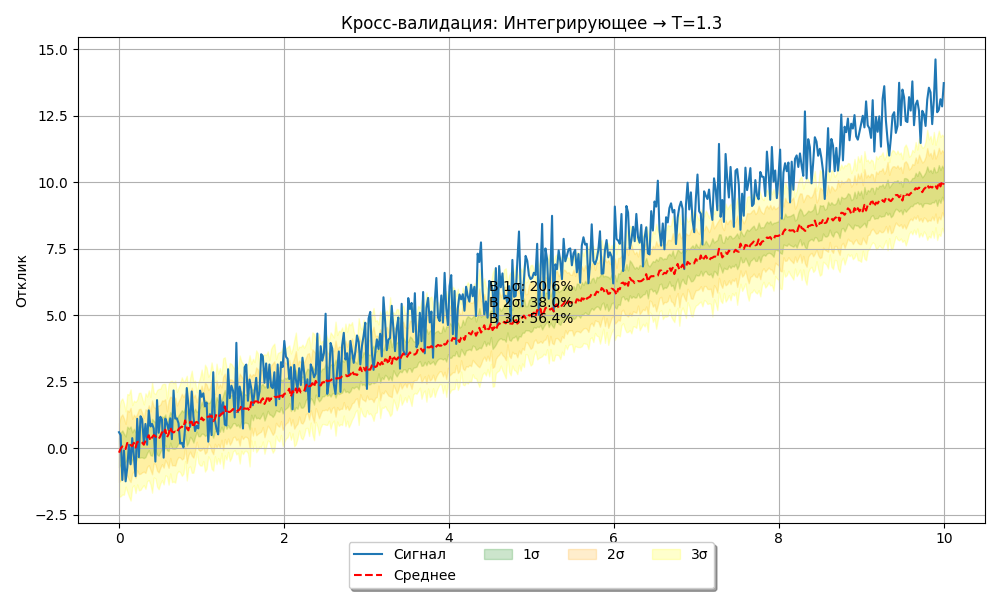 Кросс-валидация: Интегрирующее → T=1.3
15.0
12.5
10.0
7.5
5.0
2.5
0.0
−2.5
Отклик
В 1σ: 20.6%
В 2σ: 38.0%
В 3σ: 56.4%
0 2 4 6 8 10
Сигнал 1σ 2σ 3σ
Среднее